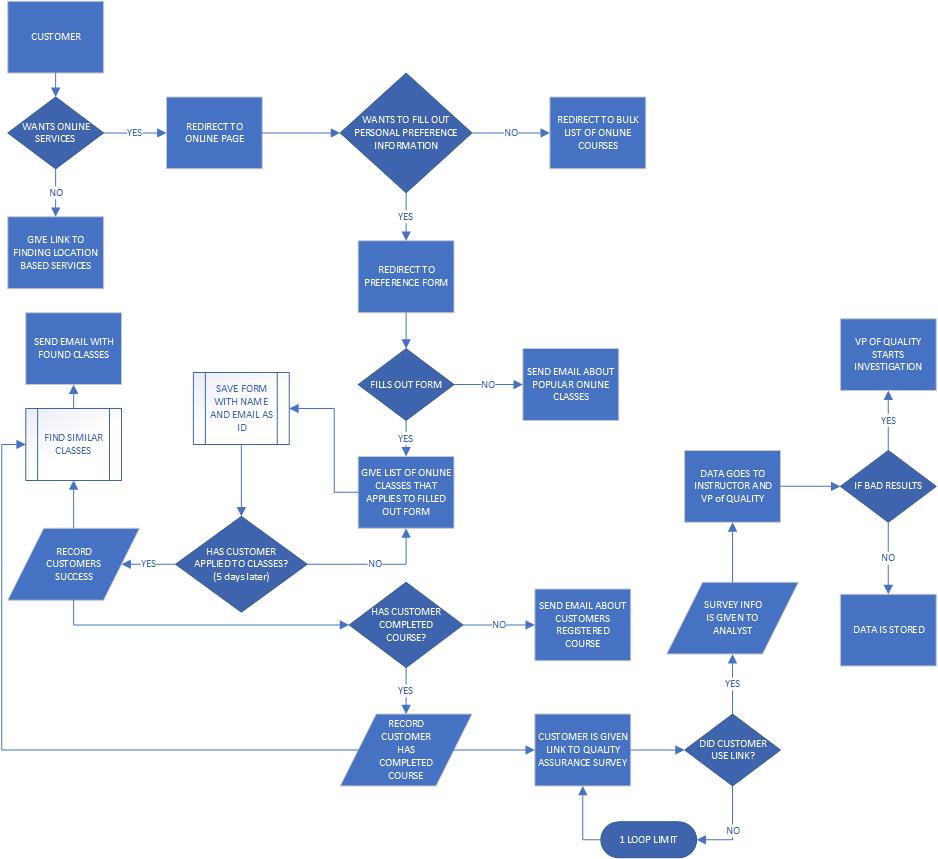 CUSTOMER
WANTS ONLINE
SERVICES
YES
REDIRECT TO
ONLINE PAGE
WANTS TO FILL OUT
PERSONAL PREFERENCE
INFORMATION
NO
REDIRECT TO BULK
LIST OF ONLINE
COURSES
NO
GIVE LINK TO
FINDING LOCATION
BASED SERVICES
YES
REDIRECT TO
PREFERENCE FORM
FILLS OUT FORM
NO
SEND EMAIL ABOUT
POPULAR ONLINE
CLASSES
YES
GIVE LIST OF ONLINE
CLASSES THAT
APPLIES TO FILLED
OUT FORM
SAVE FORM
WITH NAME
AND EMAIL AS
ID
HAS CUSTOMER
APPLIED TO CLASSES?
(5 days later)
NO
YES
RECORD
CUSTOMERS
SUCCESS
FIND SIMILAR
CLASSES
SEND EMAIL WITH
FOUND CLASSES
HAS CUSTOMER
COMPLETED
COURSE?
NO
SEND EMAIL ABOUT
CUSTOMERS
REGISTERED
COURSE
YES
RECORD
CUSTOMER
HAS
COMPLETED
COURSE
CUSTOMER IS GIVEN
LINK TO QUALITY
ASSURANCE SURVEY
DID CUSTOMER
USE LINK?
NO
1 LOOP LIMIT
YES
SURVEY INFO
IS GIVEN TO
ANALYST
DATA GOES TO
INSTRUCTOR AND
VP of QUALITY
IF BAD RESULTS
YES
VP OF QUALITY
STARTS
INVESTIGATION
NO
DATA IS STORED